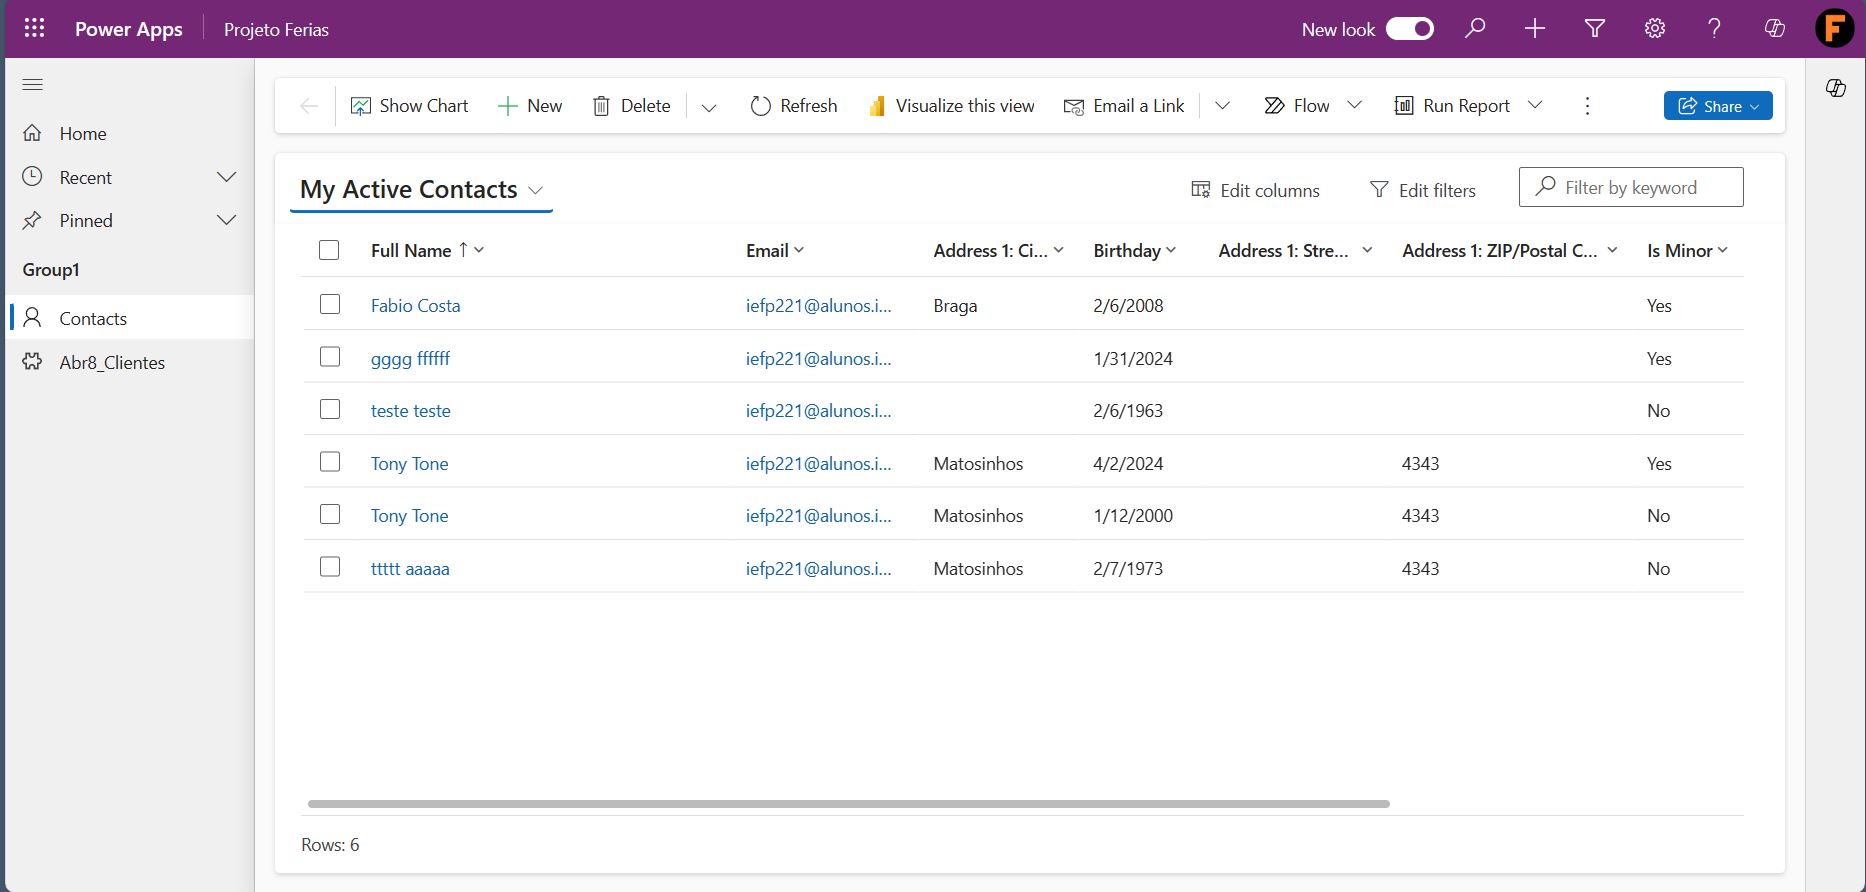 Power Apps Projeto Ferias New look F
Show Chart New Delete Refresh Visualize this view Email a Link Flow Run Report Share
Home
Recent
Pinned
Group1
Contacts
Abr8_Clientes
My Active Contacts Edit columns Edit filters Filter by keyword
Full Name Email Address 1: Ci... Birthday Address 1: Stre... Address 1: ZIP/Postal C... Is Minor
Fabio Costa iefp221@alunos.i... Braga 2/6/2008 Yes
gggg ffffff iefp221@alunos.i... 1/31/2024 Yes
teste teste iefp221@alunos.i... 2/6/1963 No
Tony Tone iefp221@alunos.i... Matosinhos 4/2/2024 4343 Yes
Tony Tone iefp221@alunos.i... Matosinhos 1/12/2000 4343 No
ttttt aaaaa iefp221@alunos.i... Matosinhos 2/7/1973 4343 No
Rows: 6